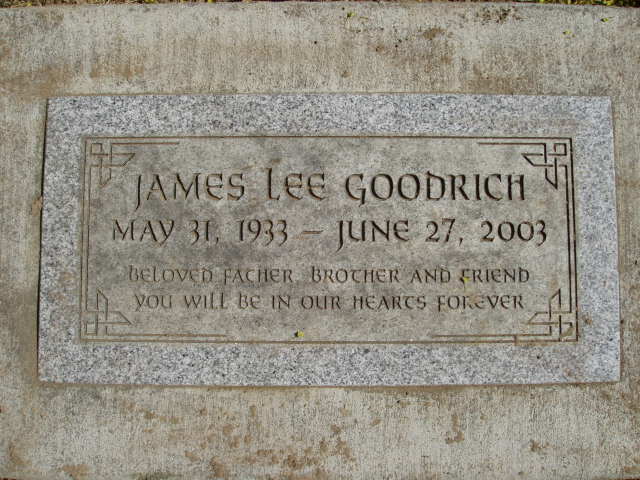 JAMES LEE GOODRICH
MAY 31, 1933 – JUNE 27, 2003
BELOVED FATHER, BROTHER AND FRIEND
YOU WILL BE IN OUR HEARTS FOREVER